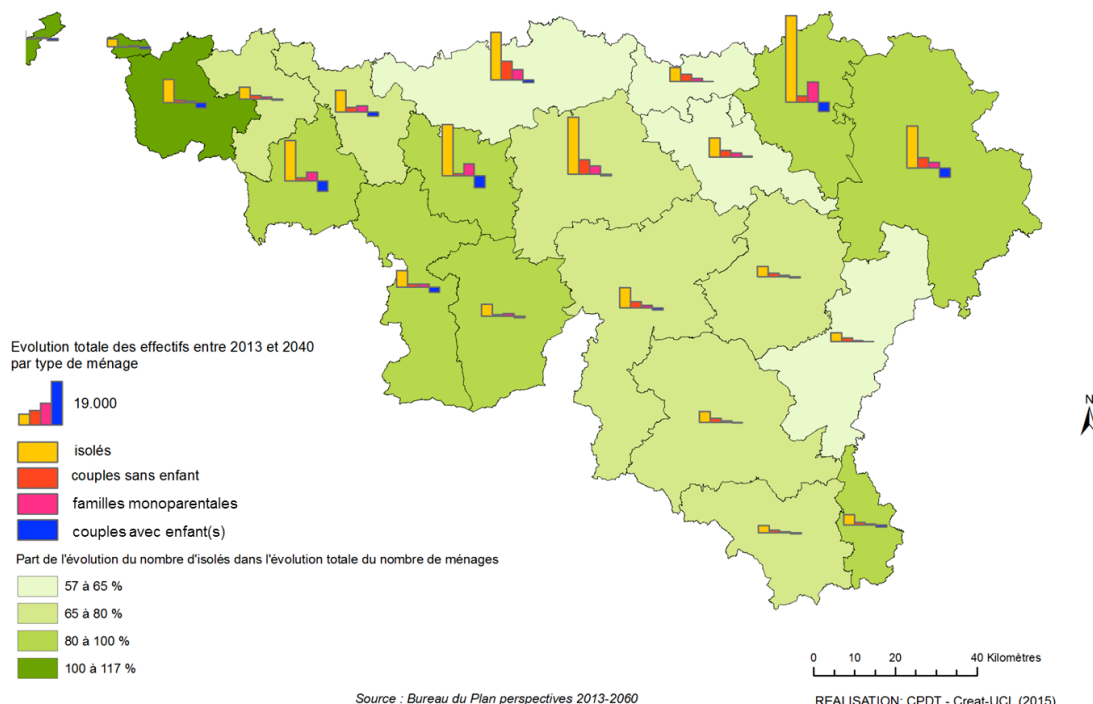 Evolution totale des effectifs entre 2013 et 2040
par type de ménage
19.000
isolés
couples sans enfant
familles monoparentales
couples avec enfant(s)
Part de l'évolution du nombre d'isolés dans l'évolution totale du nombre de ménages
57 à 65 %
65 à 80 %
80 à 100 %
100 à 117 %
N
0 10 20 40 Kilomètres
Source : Bureau du Plan perspectives 2013-2060
REALISATION: CPDT - Creat-UCL (2015)